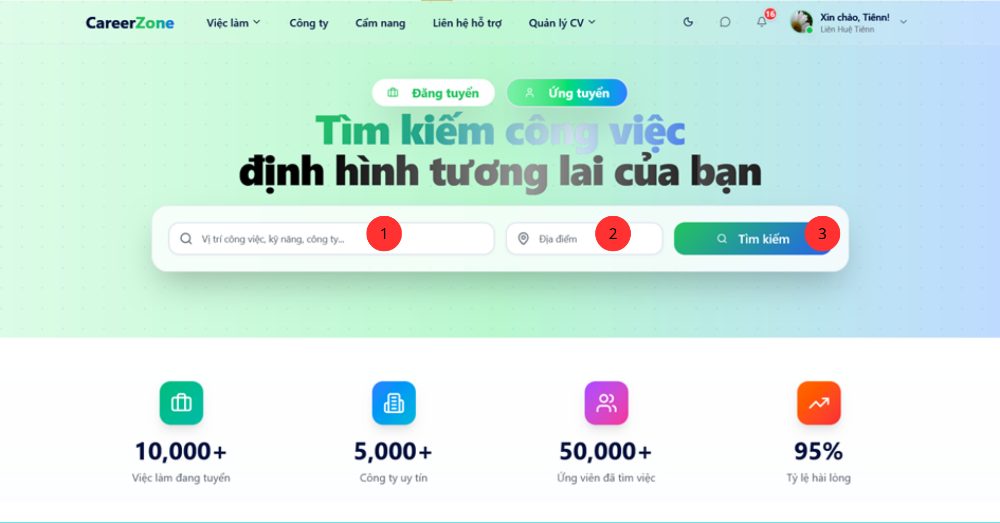 CareerZone
Việc làm
Công ty
Cẩm nang
Liên hệ hỗ trợ
Quản lý CV
16
Xin chào, Tiênn!
Liên Huệ Tiênn
Đăng tuyển
Ứng tuyển
Tìm kiếm công việc
định hình tương lai của bạn
Vị trí công việc, kỹ năng, công ty...
1
Địa điểm
2
Tìm kiếm
3
10,000+
Việc làm đang tuyển
5,000+
Công ty uy tín
50,000+
Ứng viên đã tìm việc
95%
Tỷ lệ hài lòng